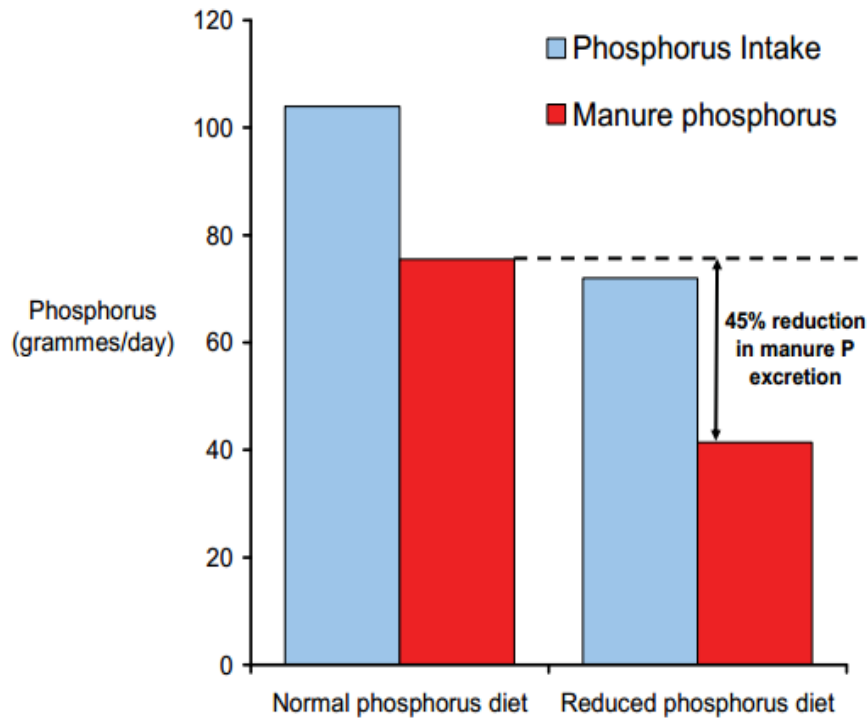 120
Phosphorus Intake
100
Manure phosphorus
80
Phosphorus
(grammes/day)
60
45% reduction
in manure P
excretion
40
20
0
Normal phosphorus diet
Reduced phosphorus diet